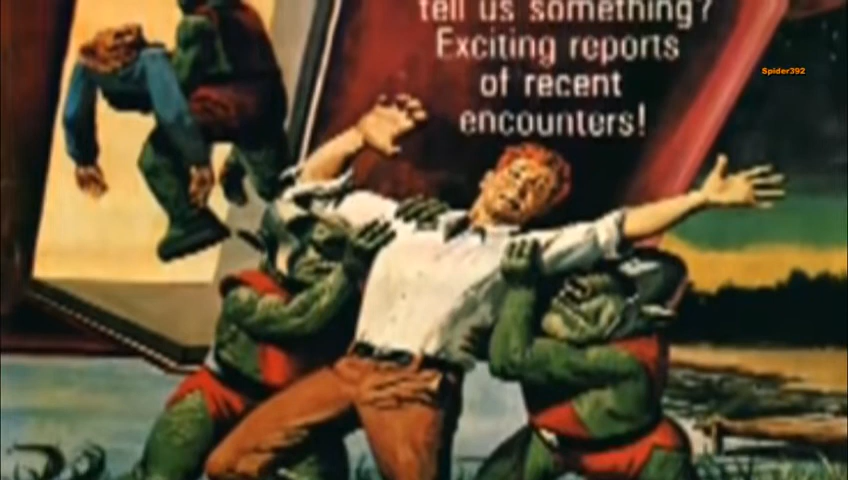 tell us something?
Exciting reports
of recent
encounters!
Spider392